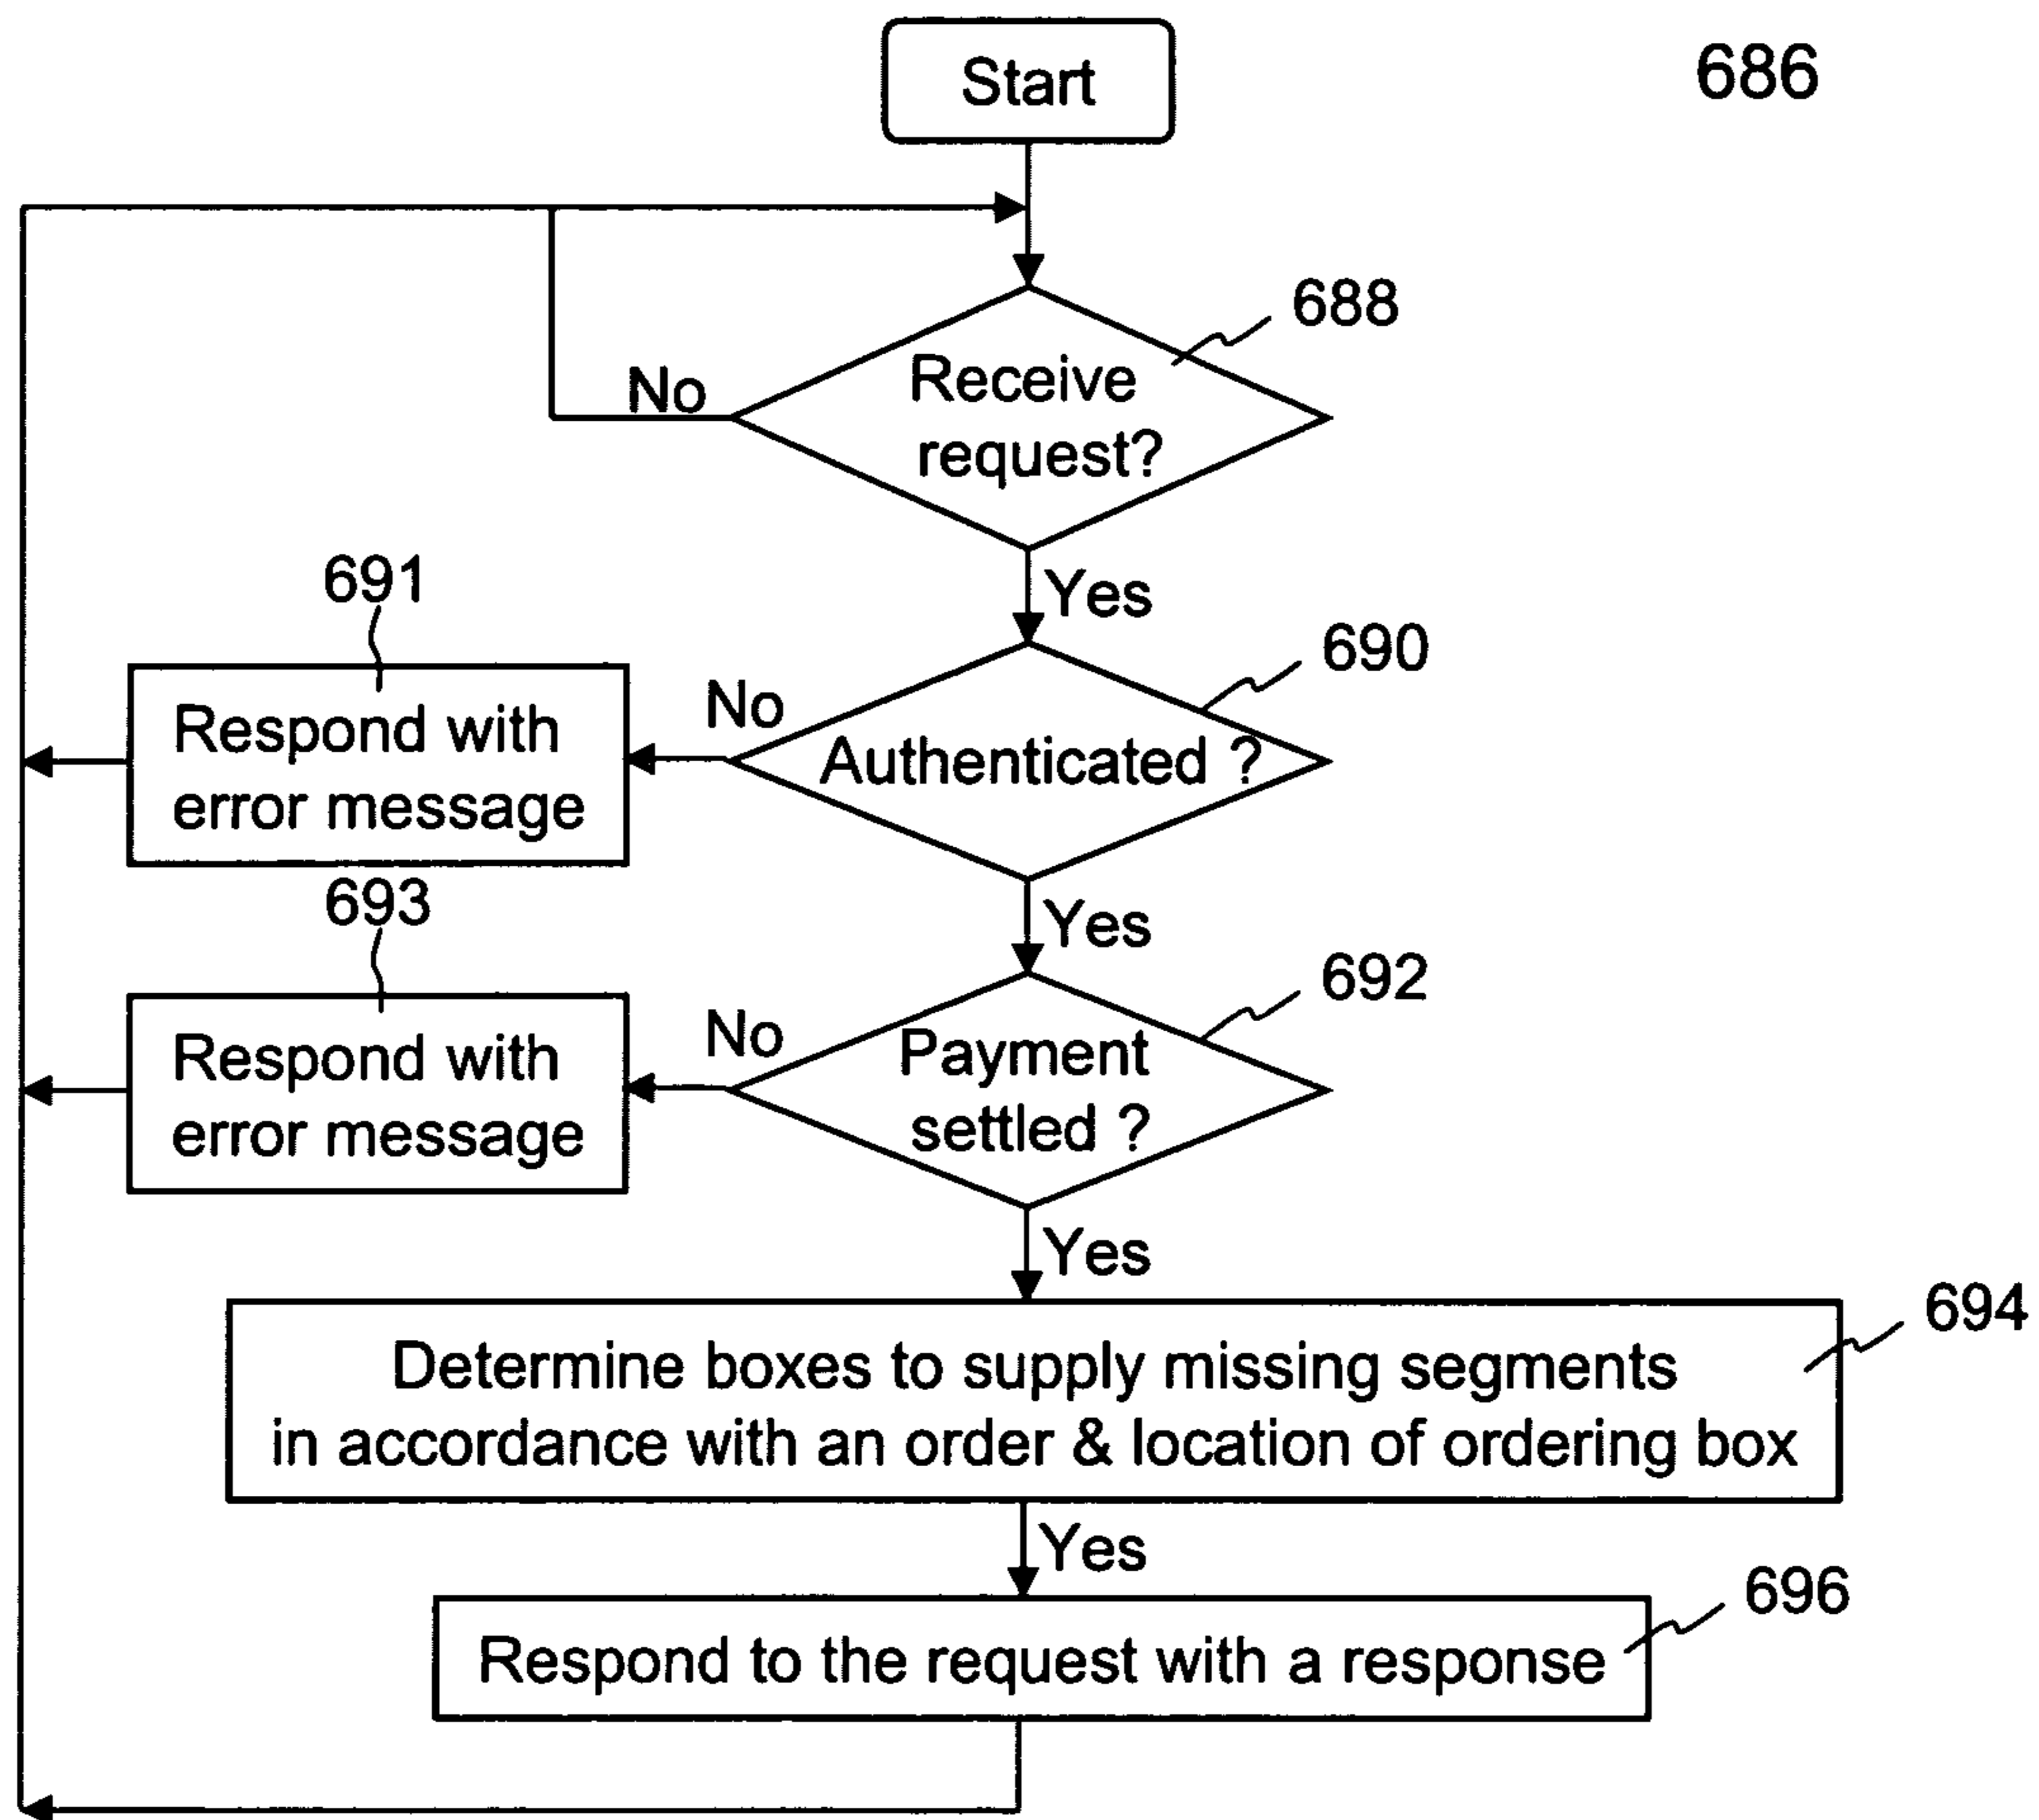 Start
686
688
No
Receive
request?
Yes
691
690
No
Respond with
error message
Authenticated ?
693
Yes
692
No
Respond with
error message
Payment
settled ?
Yes
694
Determine boxes to supply missing segments
in accordance with an order & location of ordering box
Yes
696
Respond to the request with a response